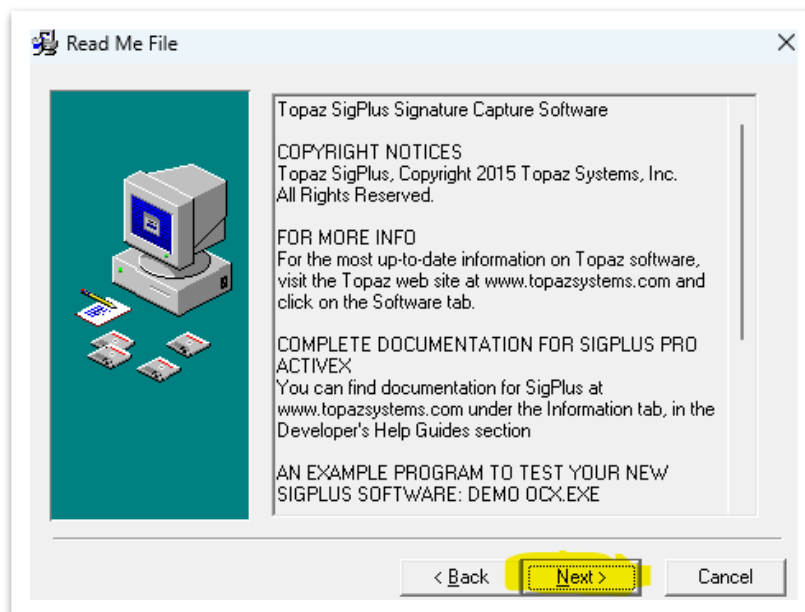 Read Me File
Topaz SigPlus Signature Capture Software
COPYRIGHT NOTICES
Topaz SigPlus, Copyright 2015 Topaz Systems, Inc.
All Rights Reserved.
FOR MORE INFO
For the most up-to-date information on Topaz software,
visit the Topaz web site at www.topazsystems.com and
click on the Software tab.
COMPLETE DOCUMENTATION FOR SIGPLUS PRO
ACTIVEX
You can find documentation for SigPlus at
www.topazsystems.com under the Information tab, in the
Developer's Help Guides section
AN EXAMPLE PROGRAM TO TEST YOUR NEW
SIGPLUS SOFTWARE: DEMO OCX.EXE
< Back
Next >
Cancel